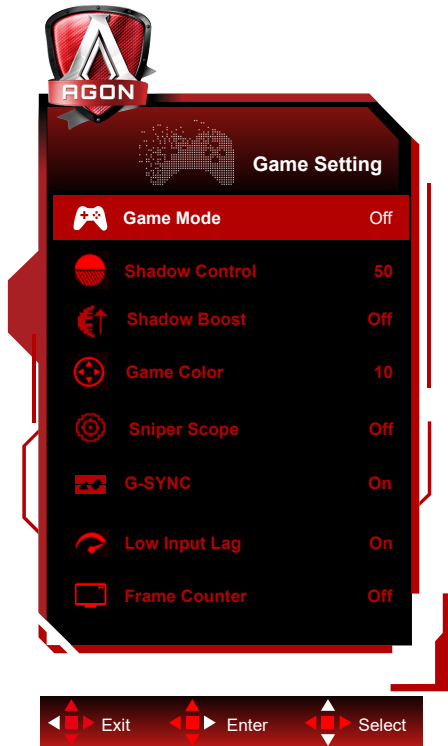 AGON
Game Setting
Game Mode Off
Shadow Control 50
Shadow Boost Off
Game Color 10
Sniper Scope Off
G-SYNC On
Low Input Lag On
Frame Counter Off
Exit Enter Select